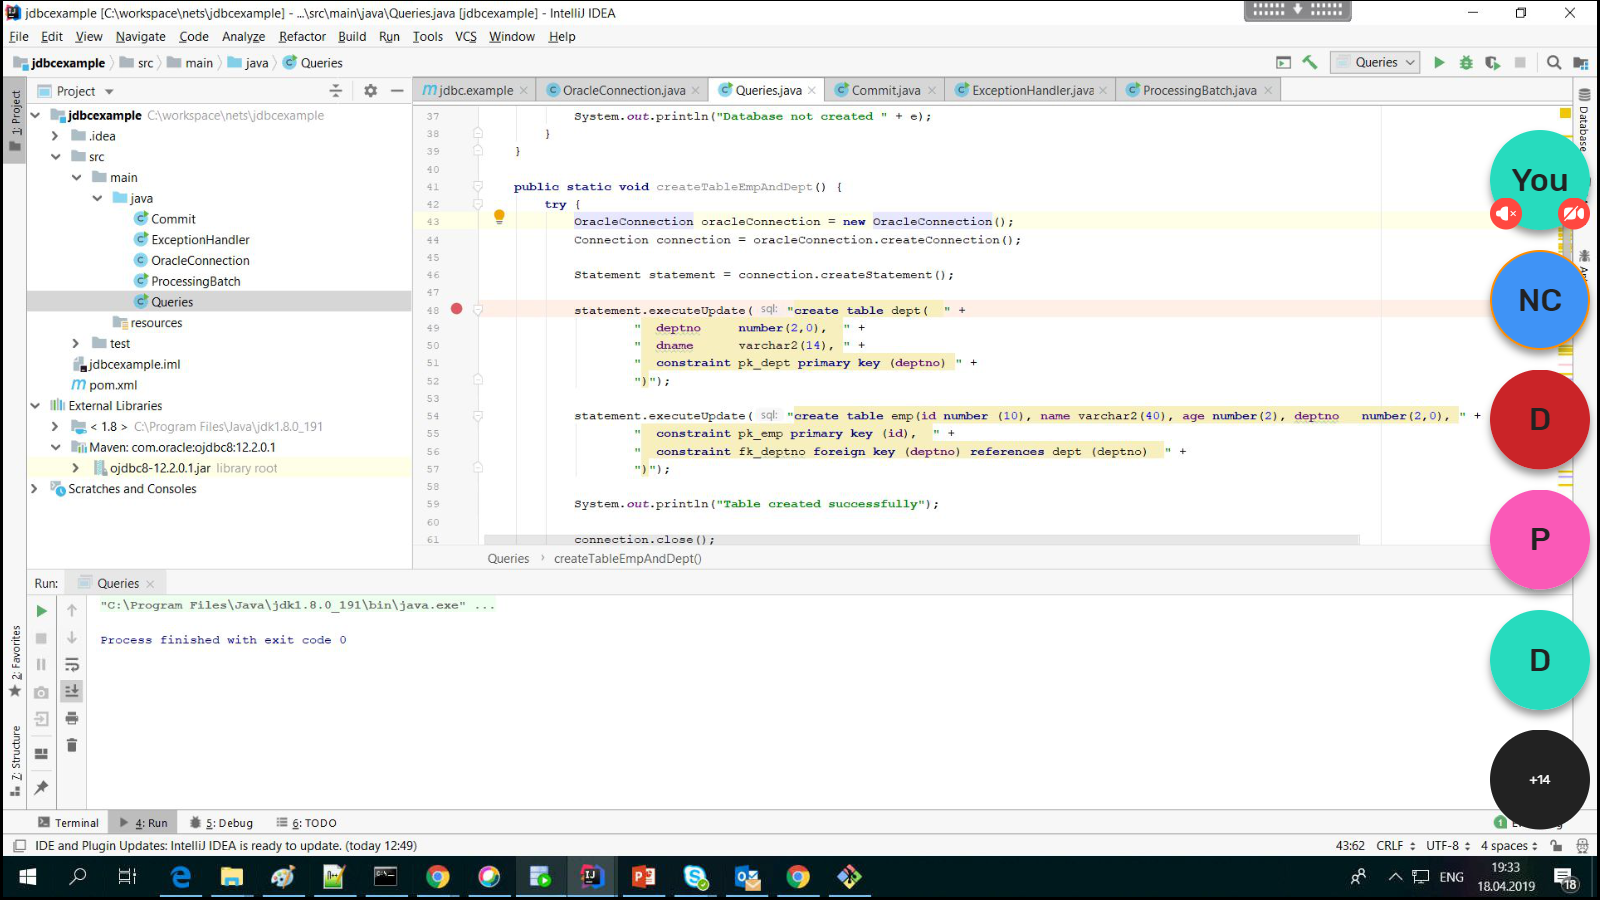 jdbcexample [C:\workspace\nets\jdbcexample] - ...\src\main\java\Queries.java [jdbcexample] - IntelliJ IDEA
File Edit View Navigate Code Analyze Refactor Build Run Tools VCS Window Help
jdbcexample src main java Queries
Queries
1: Project
2: Favorites
7: Structure
Project
jdbcexample C:\workspace\nets\jdbcexample
.idea
src
main
java
Commit
ExceptionHandler
OracleConnection
ProcessingBatch
Queries
resources
test
jdbcexample.iml
pom.xml
External Libraries
< 1.8 > C:\Program Files\Java\jdk1.8.0_191
Maven: com.oracle:ojdbc8:12.2.0.1
ojdbc8-12.2.0.1.jar library root
Scratches and Consoles
jdbc.example OracleConnection.java Queries.java Commit.java ExceptionHandler.java ProcessingBatch.java
37 System.out.println("Database not created " + e);
38 }
39 }
40
41 public static void createTableEmpAndDept() {
42 try {
43 OracleConnection oracleConnection = new OracleConnection();
44 Connection connection = oracleConnection.createConnection();
45
46 Statement statement = connection.createStatement();
47
48 statement.executeUpdate( sql: "create table dept( " +
49 " deptno number(2,0), " +
50 " dname varchar2(14), " +
51 " constraint pk_dept primary key (deptno) " +
52 ")");
53
54 statement.executeUpdate( sql: "create table emp(id number (10), name varchar2(40), age number(2), deptno number(2,0), " +
55 " constraint pk_emp primary key (id), " +
56 " constraint fk_deptno foreign key (deptno) references dept (deptno) " +
57 ")");
58
59 System.out.println("Table created successfully");
60
61 connection.close();
Queries createTableEmpAndDept()
Database
You
NC
D
P
D
+14
Run: Queries
"C:\Program Files\Java\jdk1.8.0_191\bin\java.exe" ...
Process finished with exit code 0
Terminal 4: Run 5: Debug 6: TODO
1
IDE and Plugin Updates: IntelliJ IDEA is ready to update. (today 12:49)
43:62 CRLF UTF-8 4 spaces
ENG
19:33
18.04.2019
18